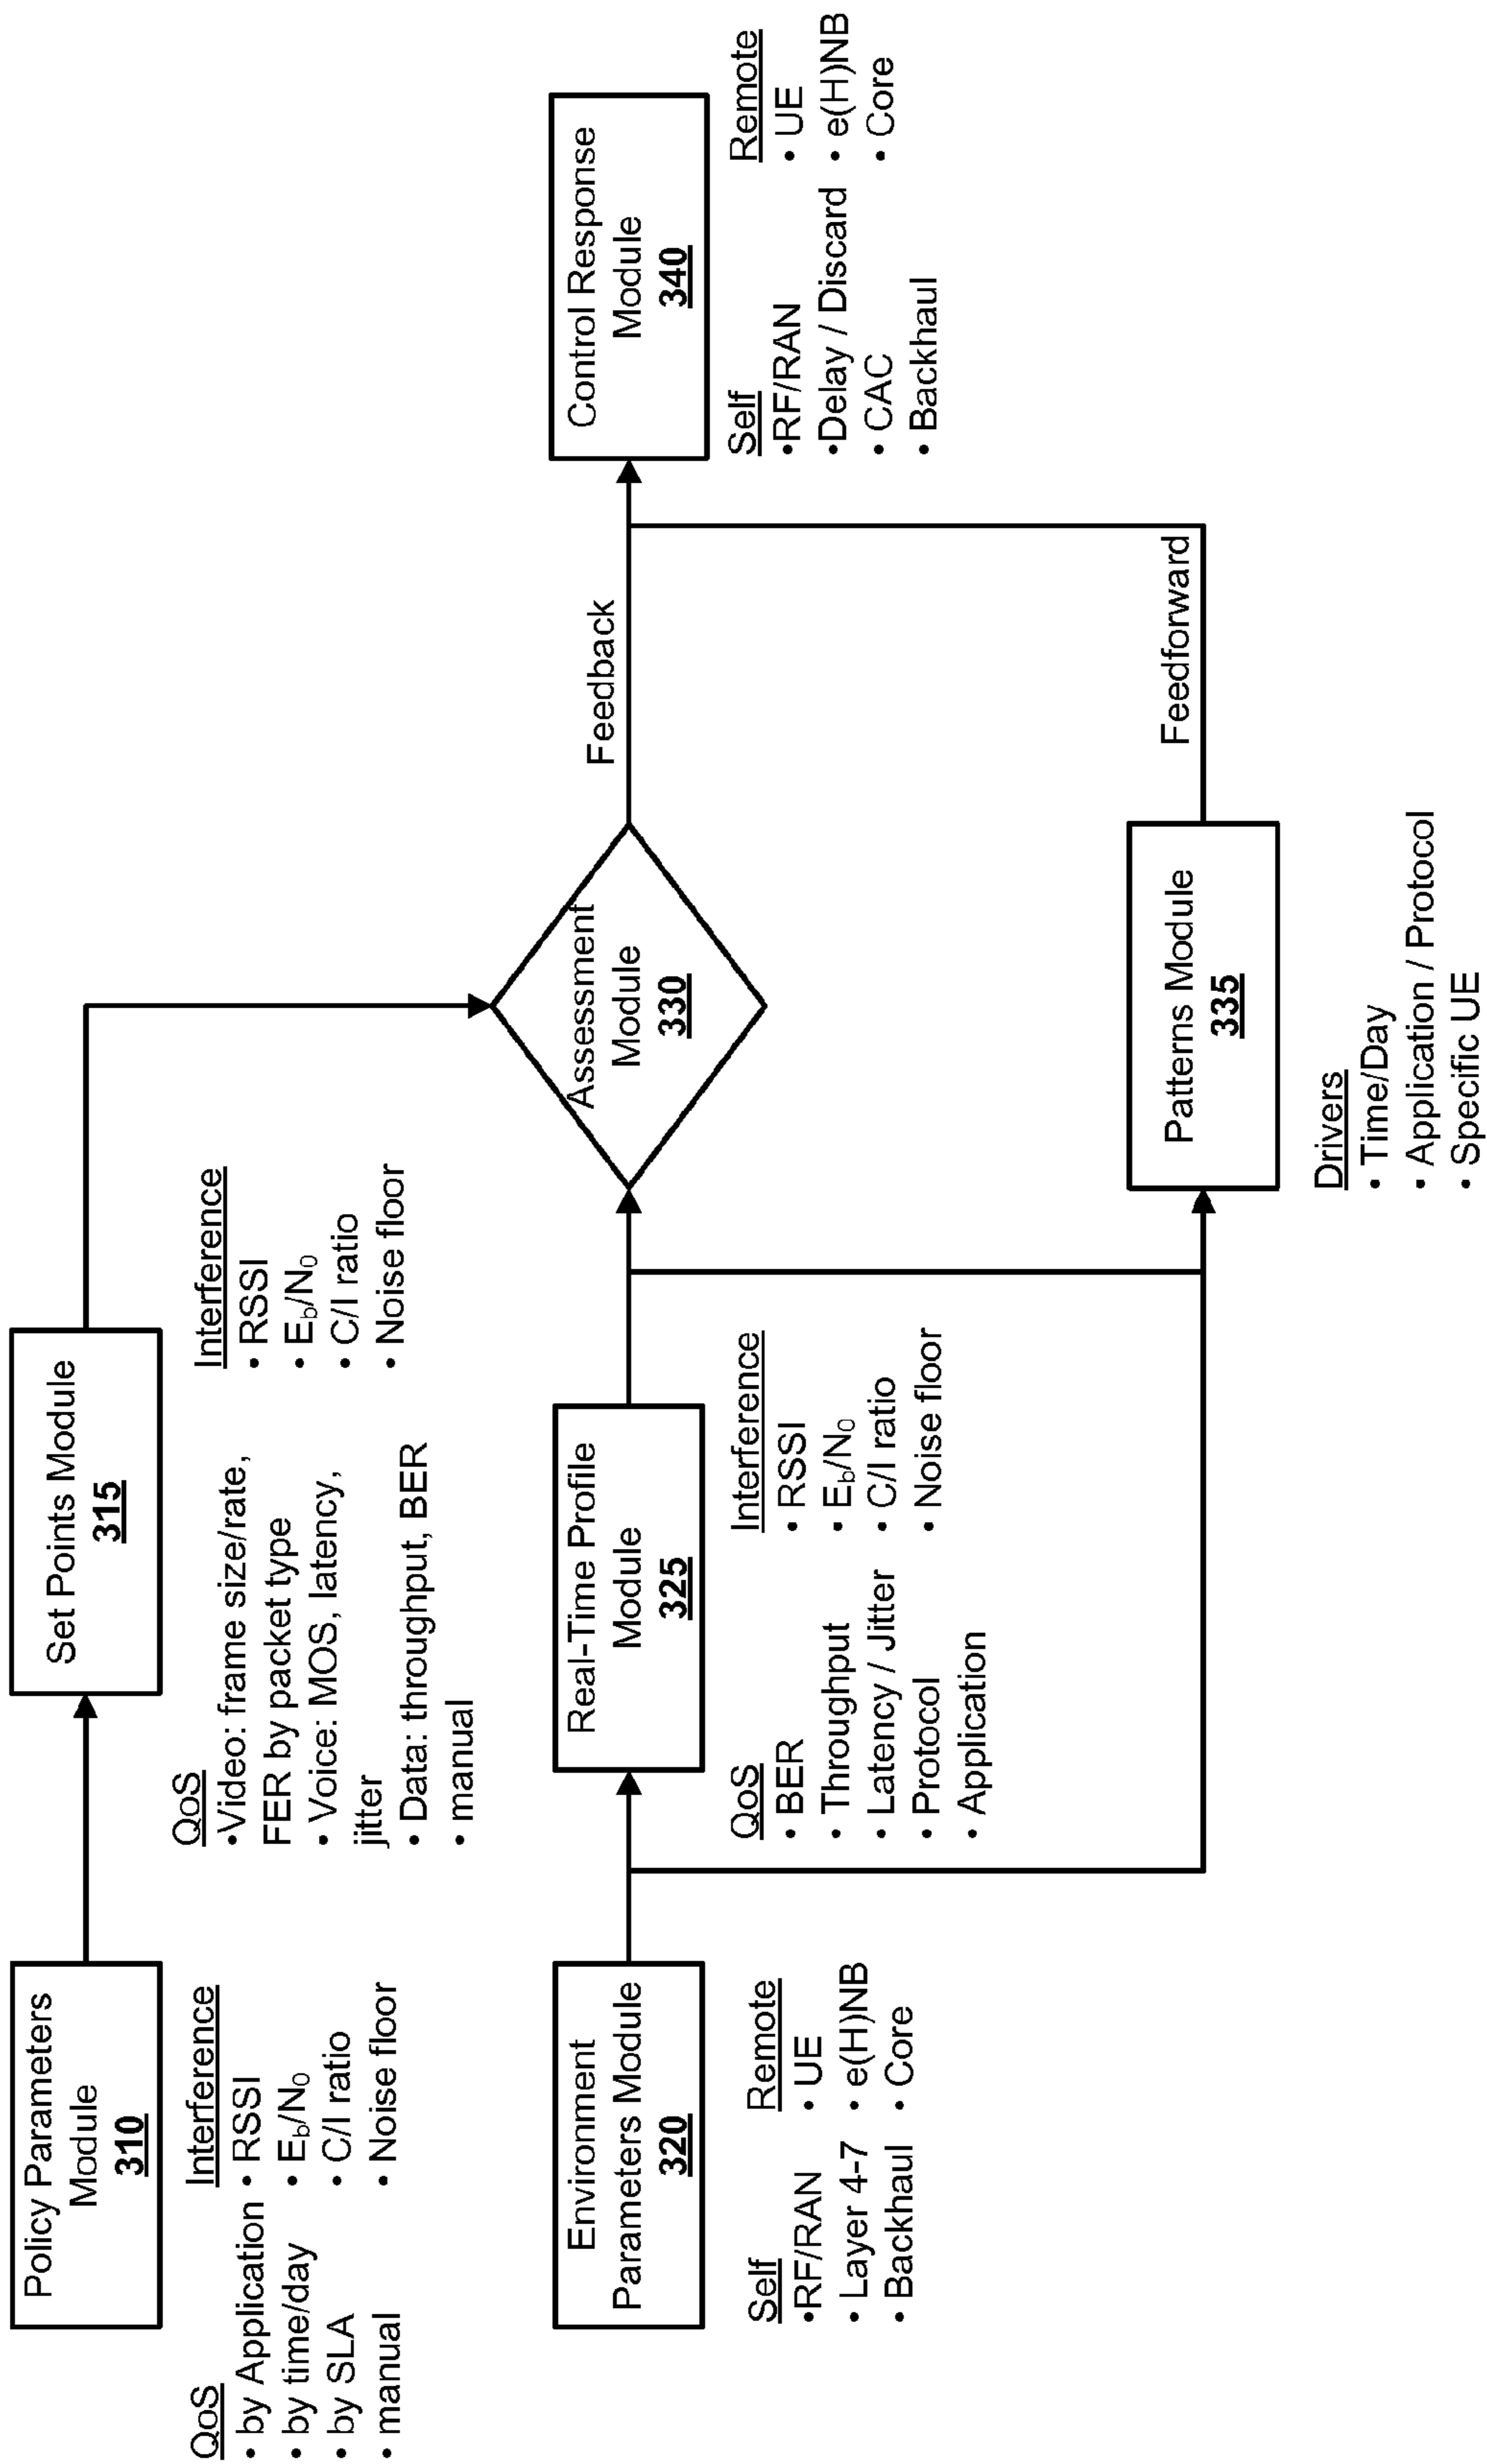 Policy Parameters
Module
310
QoS
• by Application
• by time/day
• by SLA
• manual
Interference
• RSSI
• Eb/N0
• C/I ratio
• Noise floor
Set Points Module
315
QoS
•Video: frame size/rate,
FER by packet type
• Voice: MOS, latency,
jitter
• Data: throughput, BER
• manual
Interference
• RSSI
• Eb/N0
• C/I ratio
• Noise floor
Environment
Parameters Module
320
Self
•RF/RAN
• Layer 4-7
• Backhaul
Remote
• UE
• e(H)NB
• Core
Real-Time Profile
Module
325
QoS
• BER
• Throughput
• Latency / Jitter
• Protocol
• Application
Interference
• RSSI
• Eb/N0
• C/I ratio
• Noise floor
Assessment
Module
330
Feedback
Control Response
Module
340
Self
•RF/RAN
•Delay / Discard
• CAC
• Backhaul
Remote
• UE
• e(H)NB
• Core
Patterns Module
335
Drivers
• Time/Day
• Application / Protocol
• Specific UE
Feedforward